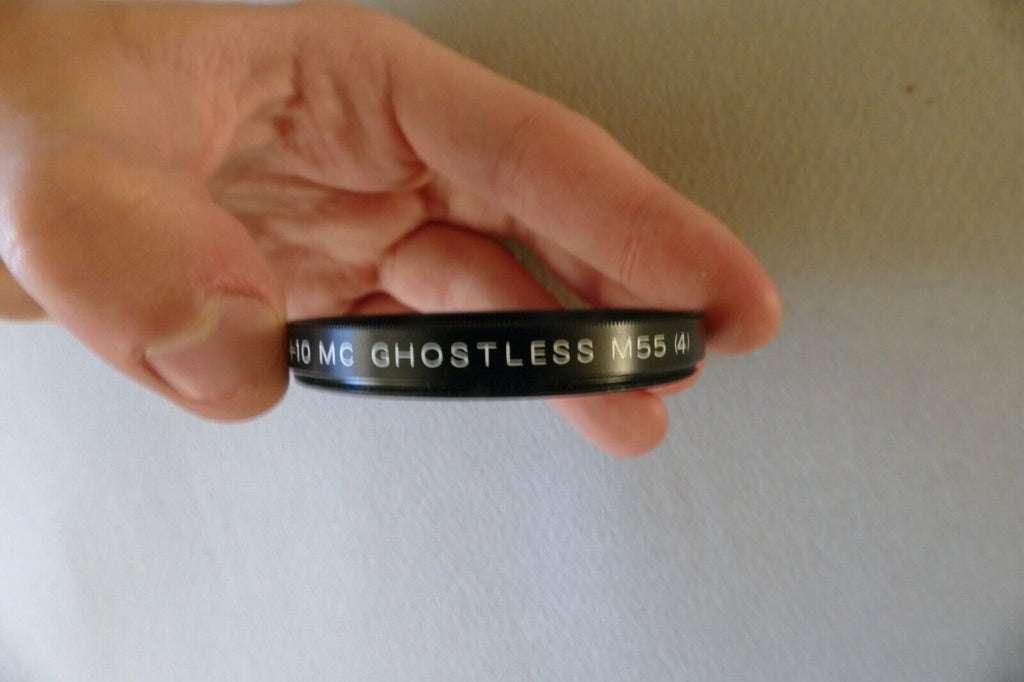 +10 MC GHOSTLESS M55 (4)